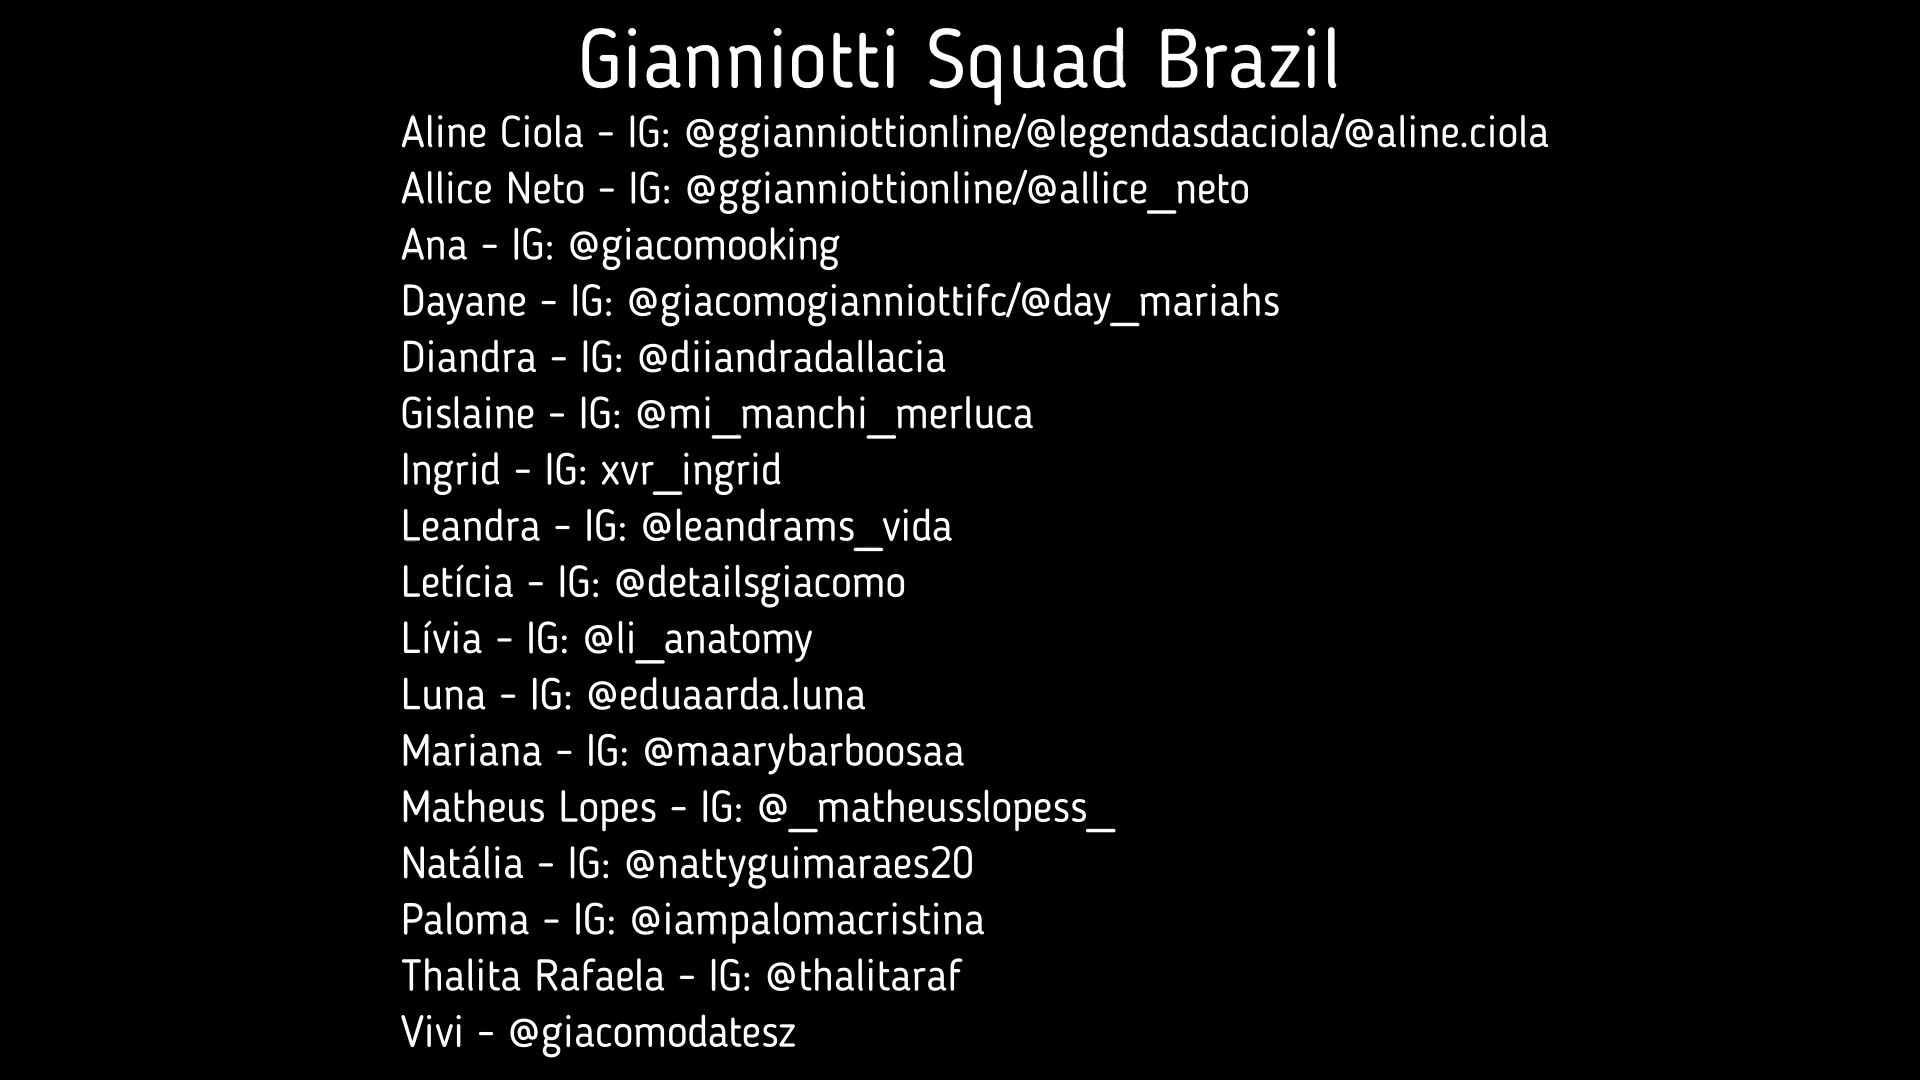 Gianniotti Squad Brazil
Aline Ciola - IG: @ggianniottionline/@legendasdaciola/@aline.ciola
Allice Neto - IG: @ggianniottionline/@allice_neto
Ana - IG: @giacomooking
Dayane - IG: @giacomogianniottifc/@day_mariahs
Diandra - IG: @diiandradallacia
Gislaine - IG: @mi_manchi_merluca
Ingrid - IG: xvr_ingrid
Leandra - IG: @leandrams_vida
Letícia - IG: @detailsgiacomo
Lívia - IG: @li_anatomy
Luna - IG: @eduaarda.luna
Mariana - IG: @maarybarboosaa
Matheus Lopes - IG: @_matheusslopess_
Natália - IG: @nattyguimaraes20
Paloma - IG: @iampalomacristina
Thalita Rafaela - IG: @thalitaraf
Vivi - @giacomodatesz